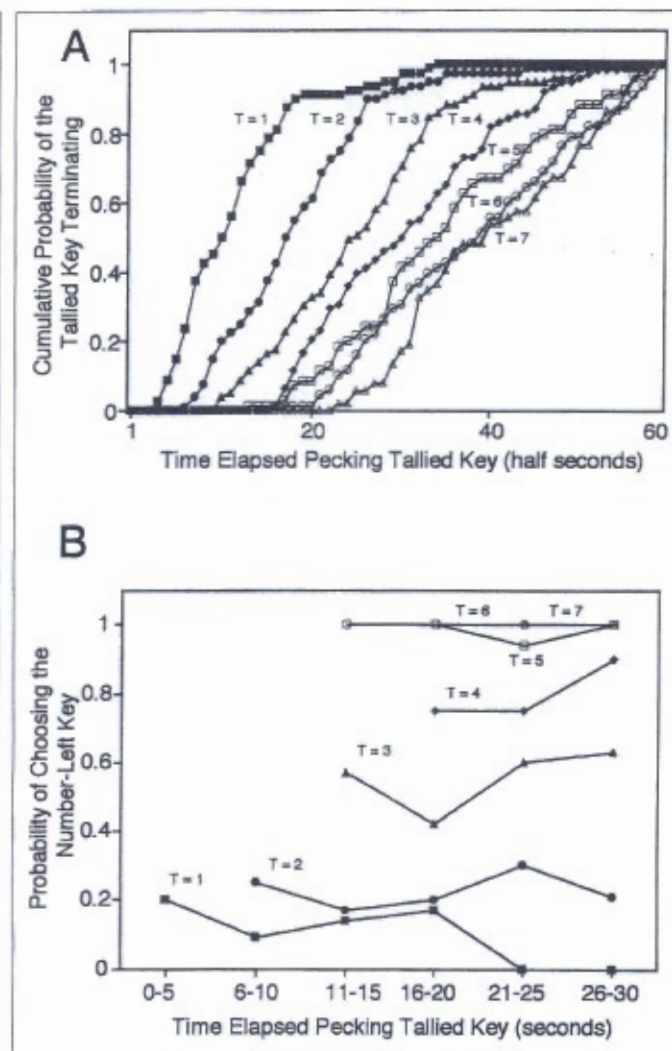 A
Cumulative Probability of the
Tallied Key Terminating
1
0.8
0.6
0.4
0.2
0
T=1
T=2
T=3
T=4
T=5
T=6
T=7
1
20
40
60
Time Elapsed Pecking Tallied Key (half seconds)
B
Probability of Choosing the
Number-Left Key
1
0.8
0.6
0.4
0.2
0
T=6
T=7
T=5
T=4
T=3
T=2
T=1
0-5
6-10
11-15
16-20
21-25
26-30
Time Elapsed Pecking Tallied Key (seconds)